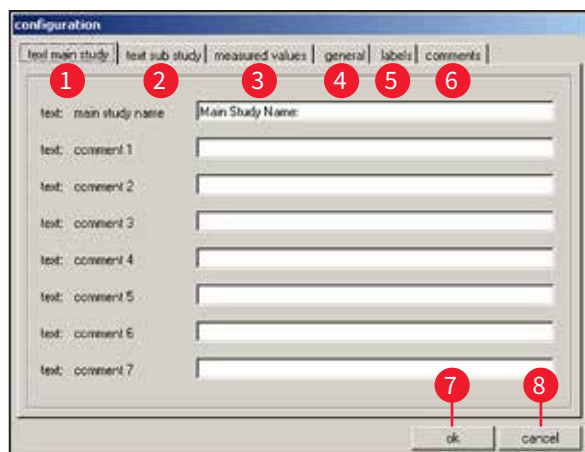 configuration
text main study text sub study measured values general labels comments
1 2 3 4 5 6
text: main study name Main Study Name:
text: comment 1
text: comment 2
text: comment 3
text: comment 4
text: comment 5
text: comment 6
text: comment 7
7 8
ok cancel